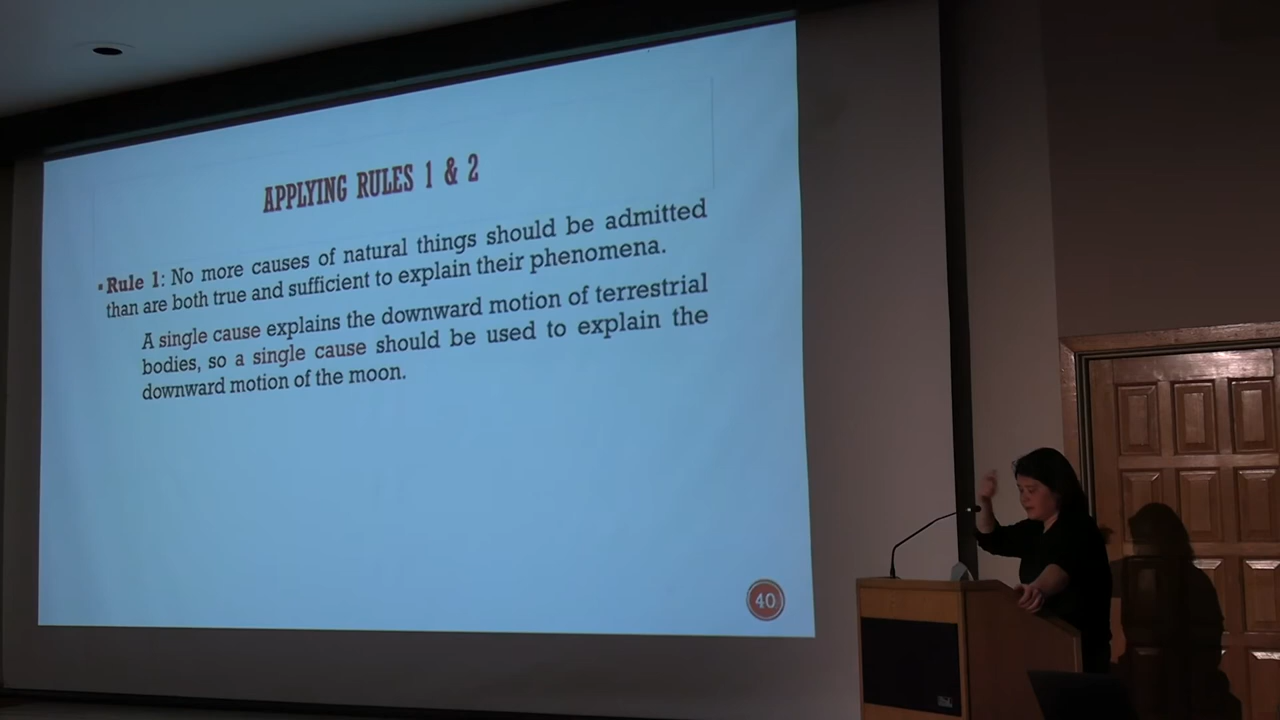 APPLYING RULES 1 & 2
▪Rule 1: No more causes of natural things should be admitted
than are both true and sufficient to explain their phenomena.
A single cause explains the downward motion of terrestrial
bodies, so a single cause should be used to explain the
downward motion of the moon.
40